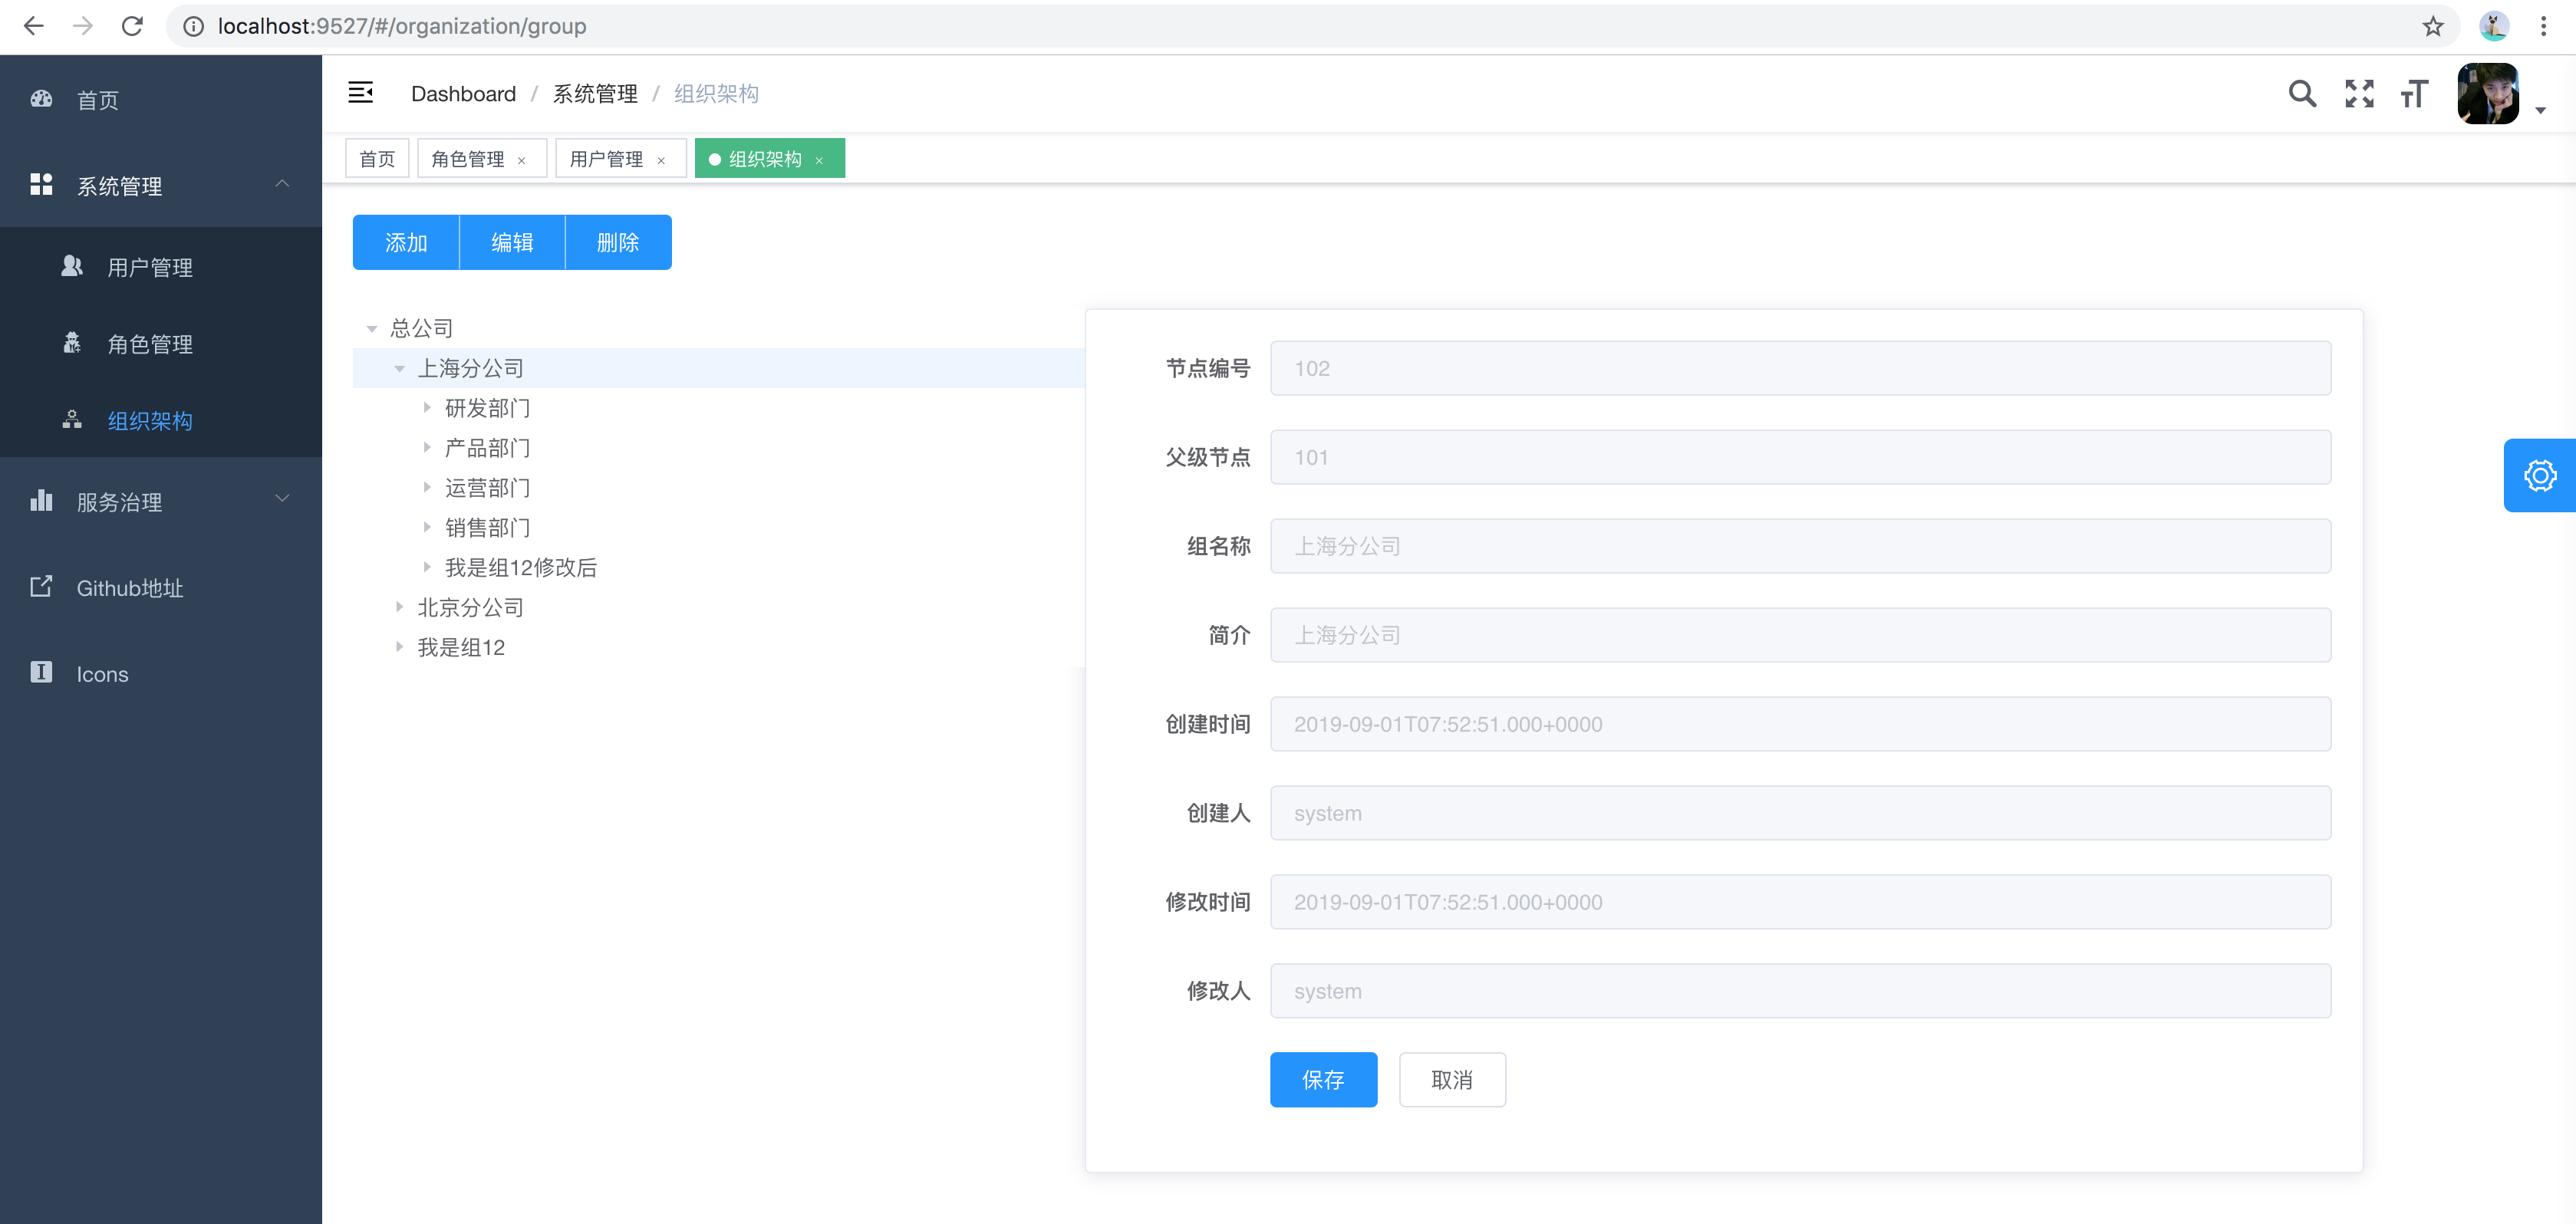 localhost:9527/#/organization/group
首页
系统管理
用户管理
角色管理
组织架构
服务治理
Github地址
Icons
Dashboard / 系统管理 / 组织架构
首页 角色管理 × 用户管理 × 组织架构 ×
添加 编辑 删除
总公司
上海分公司
研发部门
产品部门
运营部门
销售部门
我是组12修改后
北京分公司
我是组12
节点编号 102
父级节点 101
组名称 上海分公司
简介 上海分公司
创建时间 2019-09-01T07:52:51.000+0000
创建人 system
修改时间 2019-09-01T07:52:51.000+0000
修改人 system
保存 取消